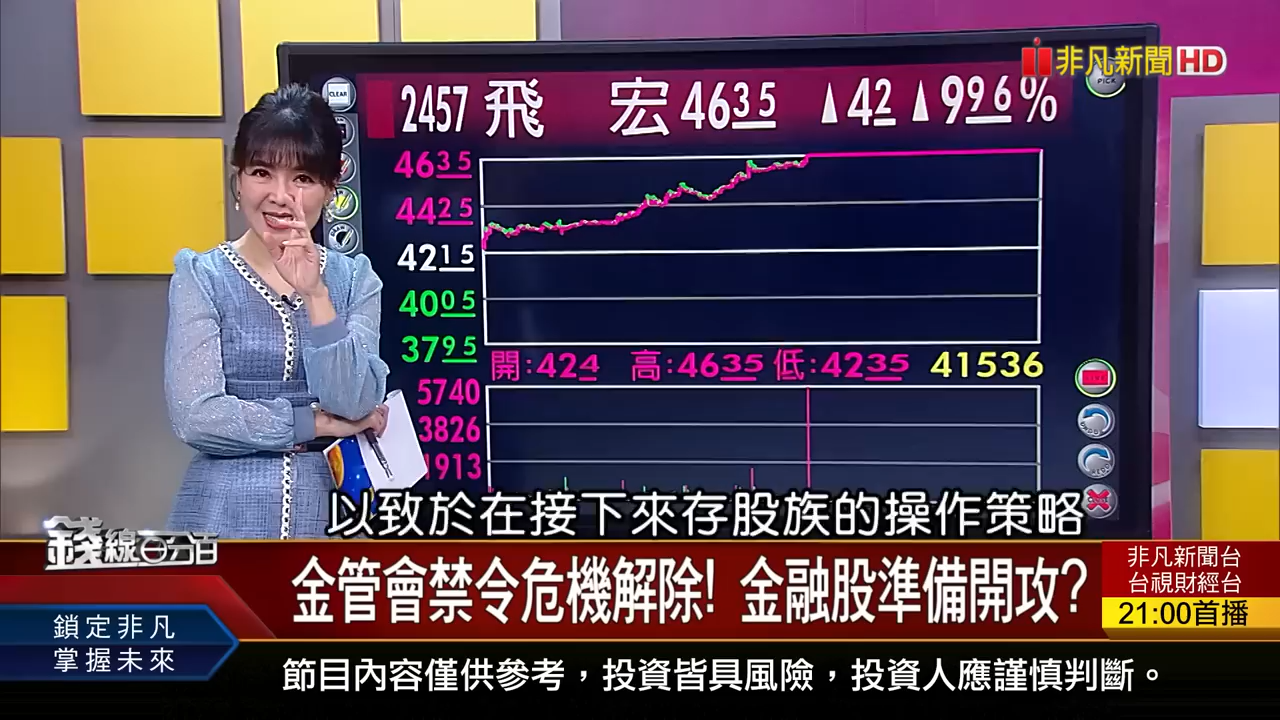 非凡新聞HD
CLEAR
PICK
2457 飛 宏 46.35 ▲4.2 ▲9.96%
46.35
44.25
42.15
40.05
37.95
開:42.4 高:46.35 低:42.35 41536
5740
3826
1913
以致於在接下來存股族的操作策略
錢線百分百
金管會禁令危機解除! 金融股準備開攻?
非凡新聞台
台視財經台
21:00首播
鎖定非凡
掌握未來
節目內容僅供參考，投資皆具風險，投資人應謹慎判斷。